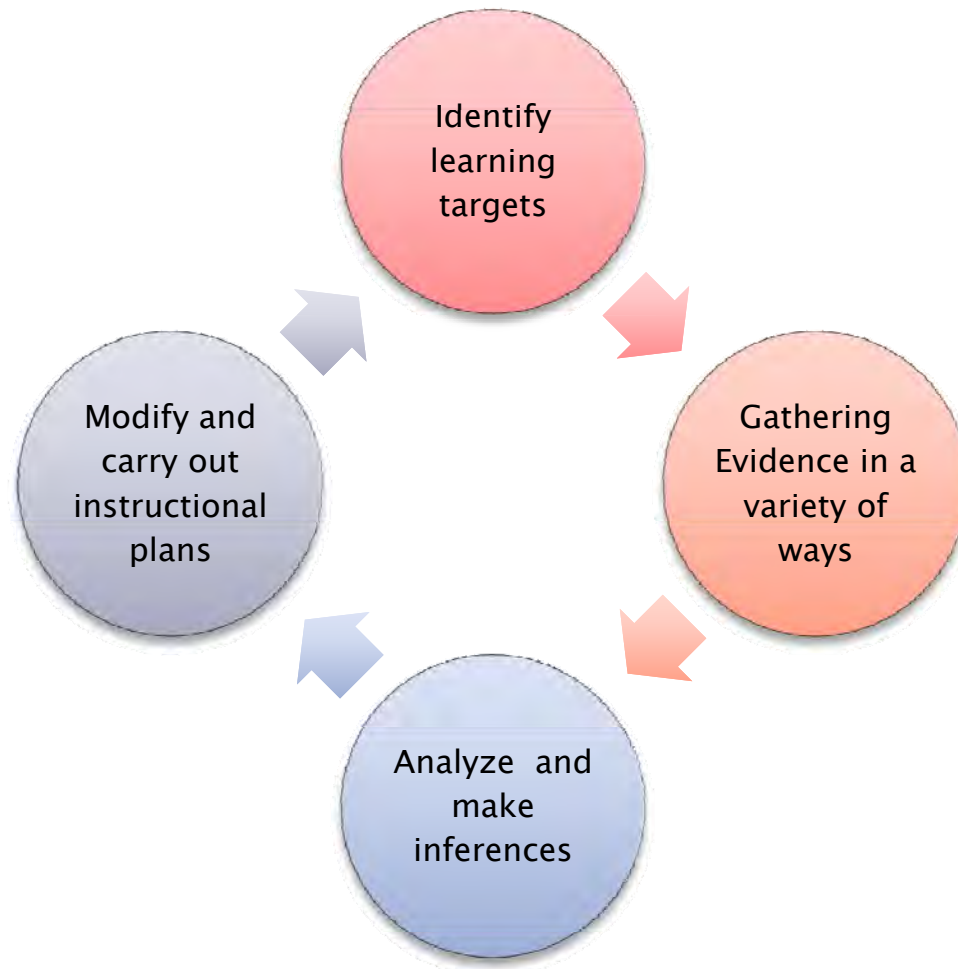 Identify
learning
targets
Gathering
Evidence in a
variety of
ways
Analyze  and
make
inferences
Modify and
carry out
instructional
plans